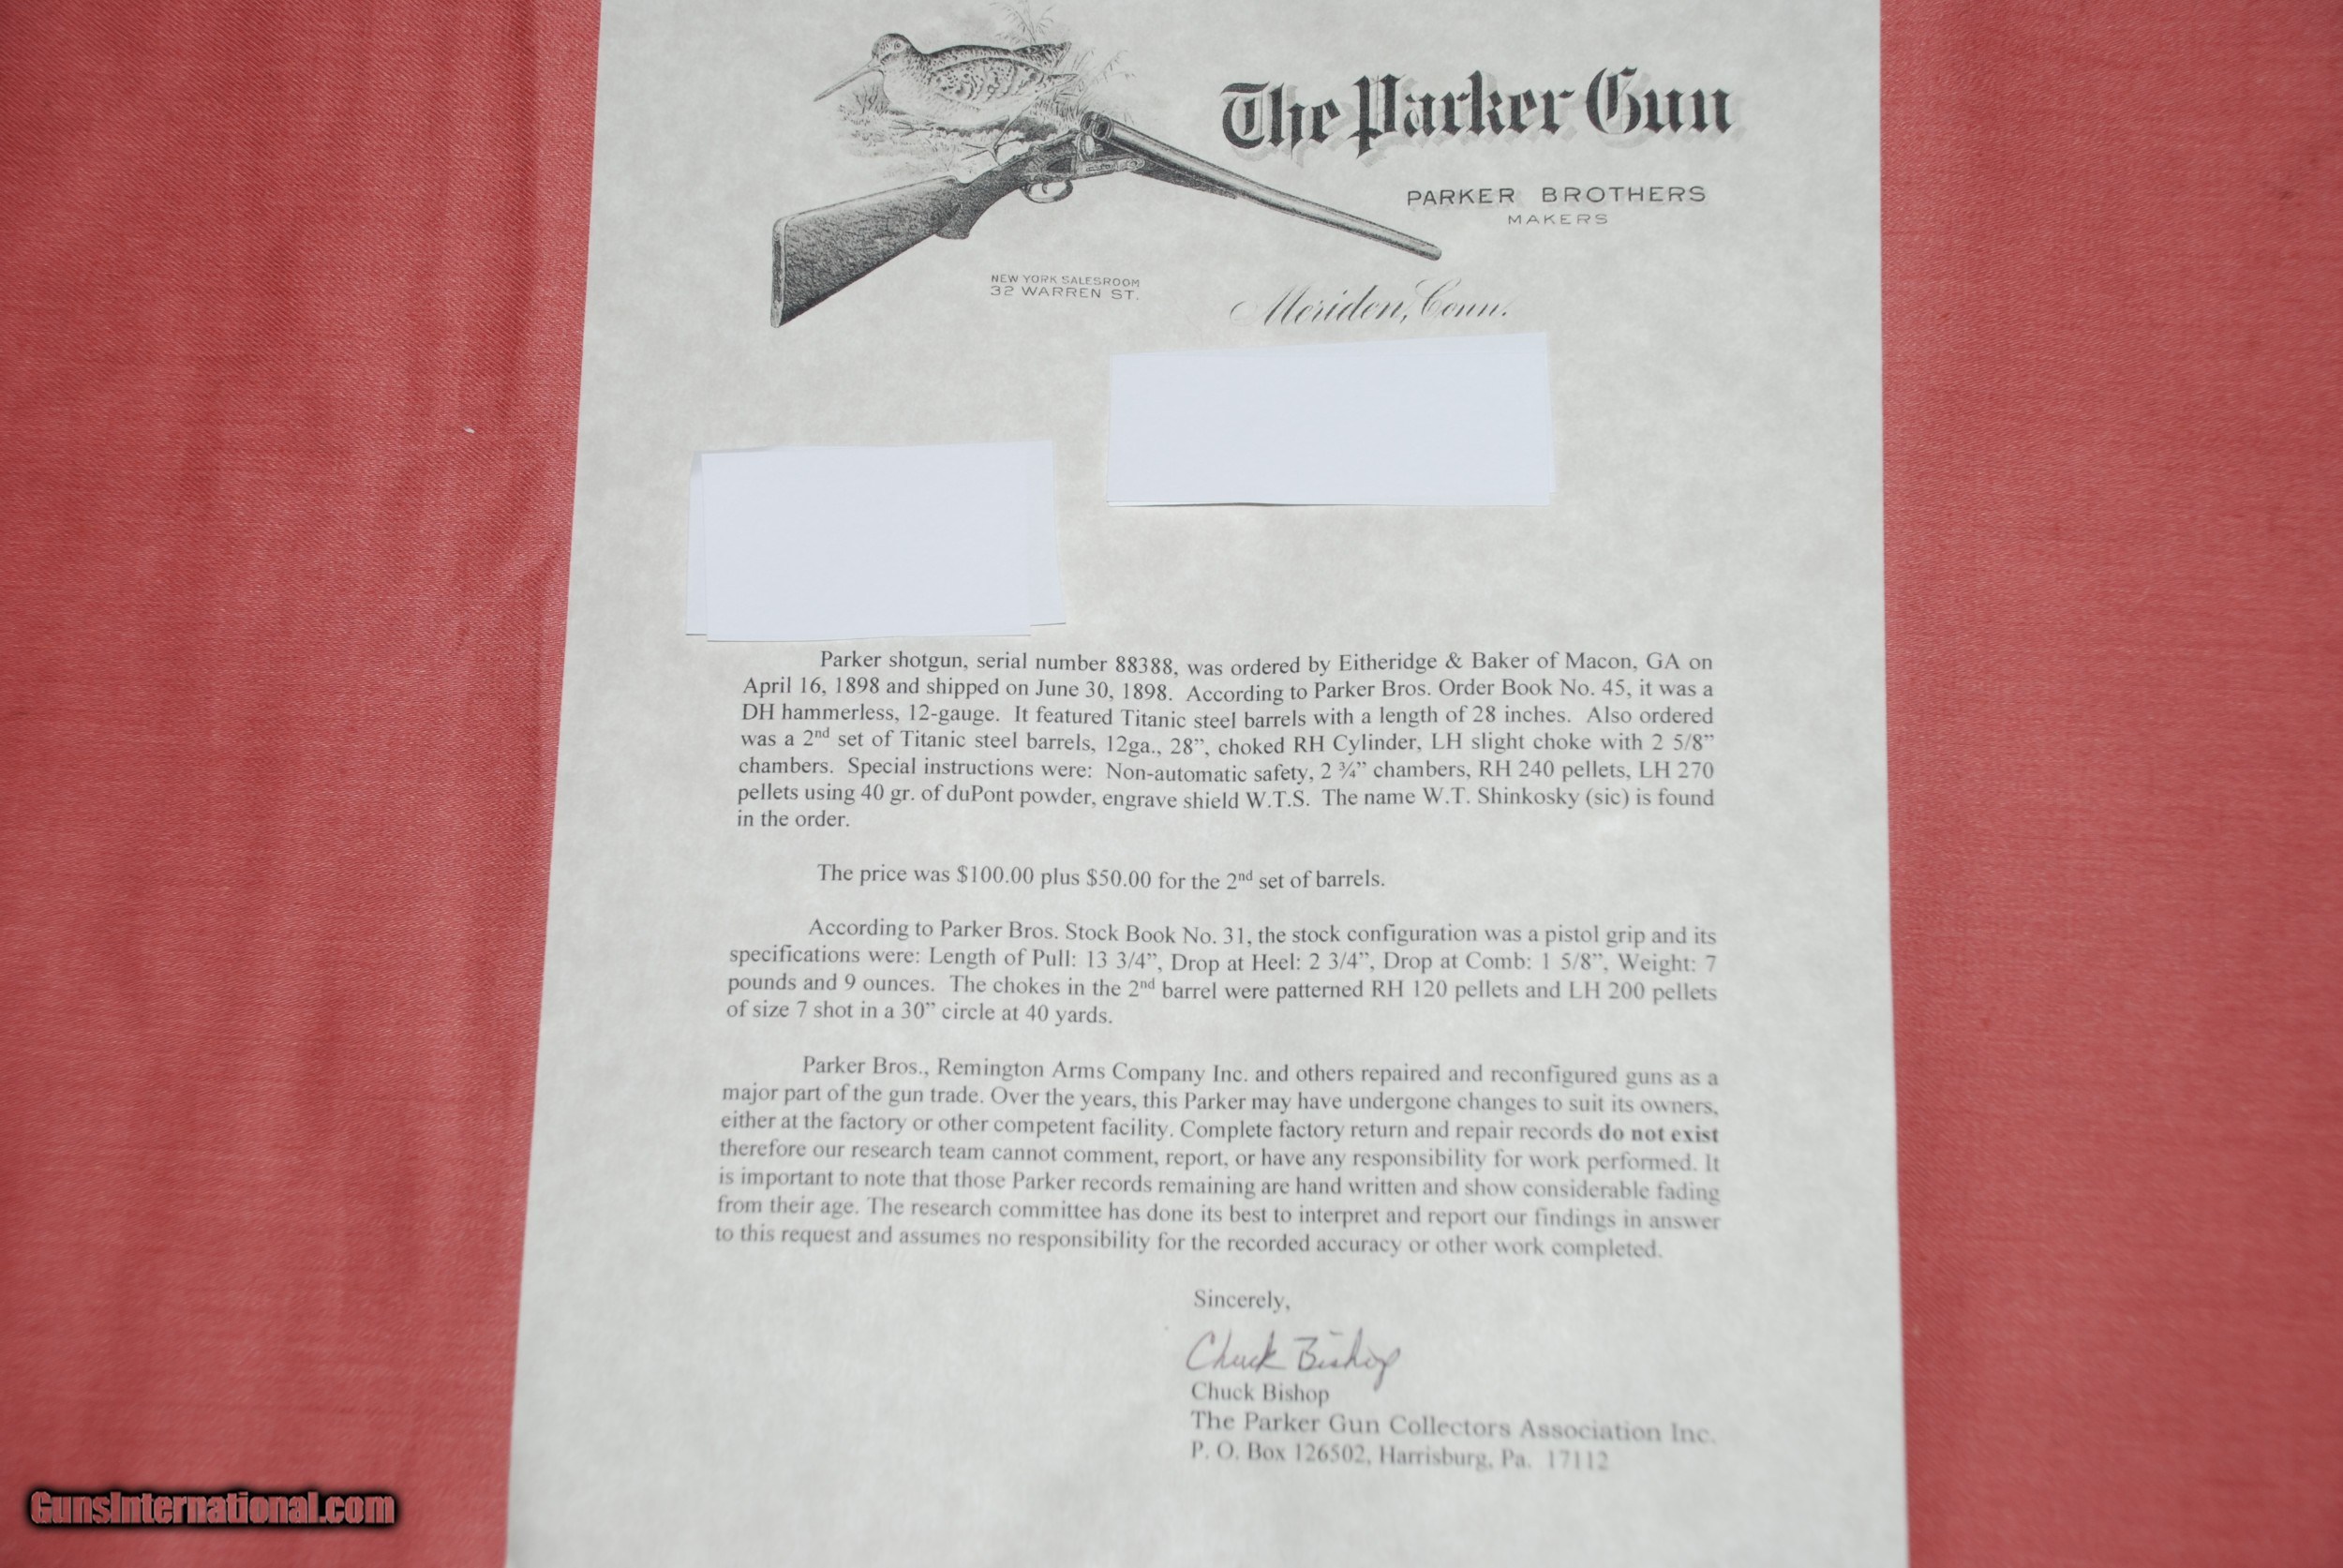 The Parker Gun
PARKER BROTHERS
MAKERS
NEW YORK SALESROOM
32 WARREN ST.
Meriden, Conn.
Parker shotgun, serial number 88388, was ordered by Eitheridge & Baker of Macon, GA on
April 16, 1898 and shipped on June 30, 1898. According to Parker Bros. Order Book No. 45, it was a
DH hammerless, 12-gauge. It featured Titanic steel barrels with a length of 28 inches. Also ordered
was a 2nd set of Titanic steel barrels, 12ga., 28”, choked RH Cylinder, LH slight choke with 2 5/8”
chambers. Special instructions were: Non-automatic safety, 2 ¾” chambers, RH 240 pellets, LH 270
pellets using 40 gr. of duPont powder, engrave shield W.T.S. The name W.T. Shinkosky (sic) is found
in the order.
The price was $100.00 plus $50.00 for the 2nd set of barrels.
According to Parker Bros. Stock Book No. 31, the stock configuration was a pistol grip and its
specifications were: Length of Pull: 13 3/4”, Drop at Heel: 2 3/4”, Drop at Comb: 1 5/8”, Weight: 7
pounds and 9 ounces. The chokes in the 2nd barrel were patterned RH 120 pellets and LH 200 pellets
of size 7 shot in a 30” circle at 40 yards.
Parker Bros., Remington Arms Company Inc. and others repaired and reconfigured guns as a
major part of the gun trade. Over the years, this Parker may have undergone changes to suit its owners,
either at the factory or other competent facility. Complete factory return and repair records do not exist
therefore our research team cannot comment, report, or have any responsibility for work performed. It
is important to note that those Parker records remaining are hand written and show considerable fading
from their age. The research committee has done its best to interpret and report our findings in answer
to this request and assumes no responsibility for the recorded accuracy or other work completed.
Sincerely,
Chuck Bishop
Chuck Bishop
The Parker Gun Collectors Association Inc.
P. O. Box 126502, Harrisburg, Pa. 17112
GunsInternational.com